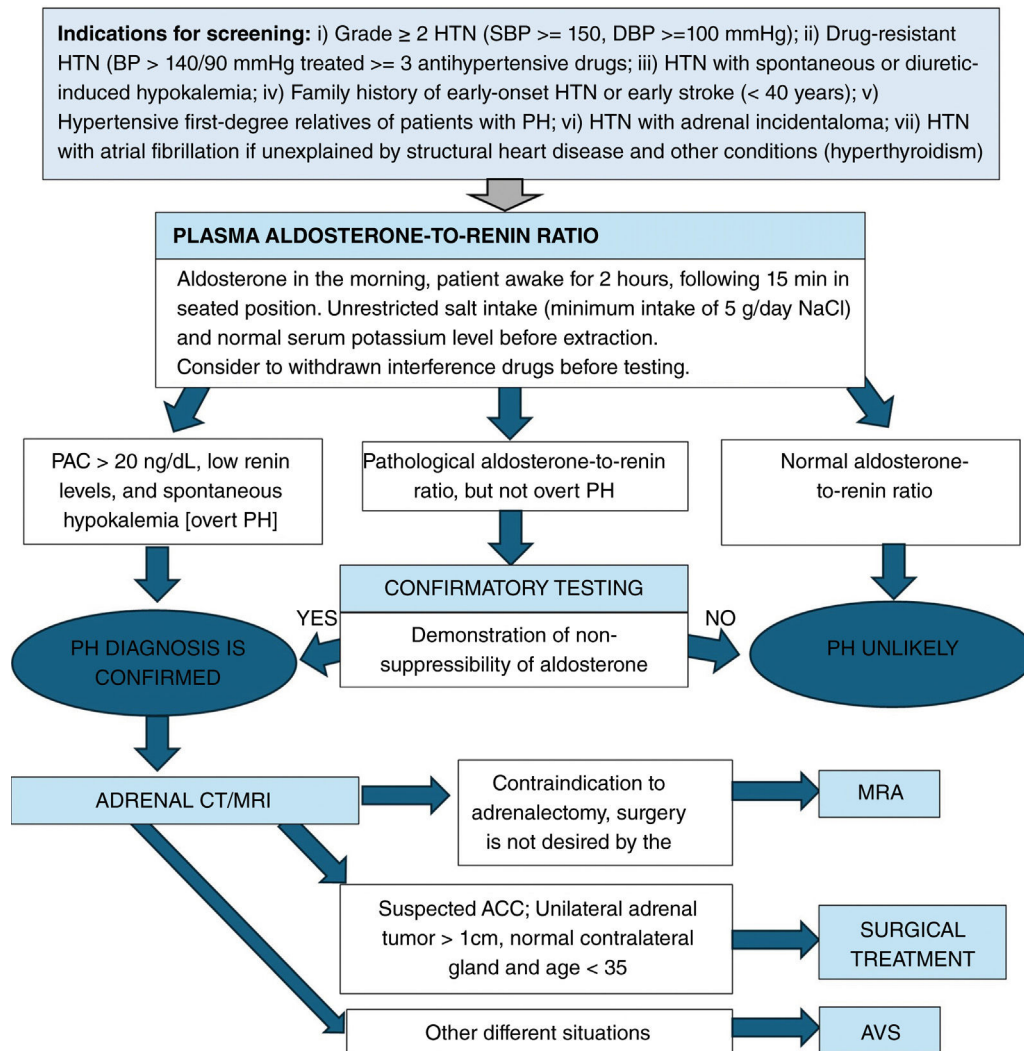 Indications for screening: i) Grade ≥ 2 HTN (SBP >= 150, DBP >=100 mmHg); ii) Drug-resistant
HTN (BP > 140/90 mmHg treated >= 3 antihypertensive drugs; iii) HTN with spontaneous or diuretic-
induced hypokalemia; iv) Family history of early-onset HTN or early stroke (< 40 years); v)
Hypertensive first-degree relatives of patients with PH; vi) HTN with adrenal incidentaloma; vii) HTN
with atrial fibrillation if unexplained by structural heart disease and other conditions (hyperthyroidism)
PLASMA ALDOSTERONE-TO-RENIN RATIO
Aldosterone in the morning, patient awake for 2 hours, following 15 min in
seated position. Unrestricted salt intake (minimum intake of 5 g/day NaCl)
and normal serum potassium level before extraction.
Consider to withdrawn interference drugs before testing.
PAC > 20 ng/dL, low renin
levels, and spontaneous
hypokalemia [overt PH]
Pathological aldosterone-to-renin
ratio, but not overt PH
Normal aldosterone-
to-renin ratio
CONFIRMATORY TESTING
YES
Demonstration of non-
suppressibility of aldosterone
NO
PH DIAGNOSIS IS
CONFIRMED
PH UNLIKELY
ADRENAL CT/MRI
Contraindication to
adrenalectomy, surgery
is not desired by the
MRA
Suspected ACC; Unilateral adrenal
tumor > 1cm, normal contralateral
gland and age < 35
SURGICAL
TREATMENT
Other different situations
AVS